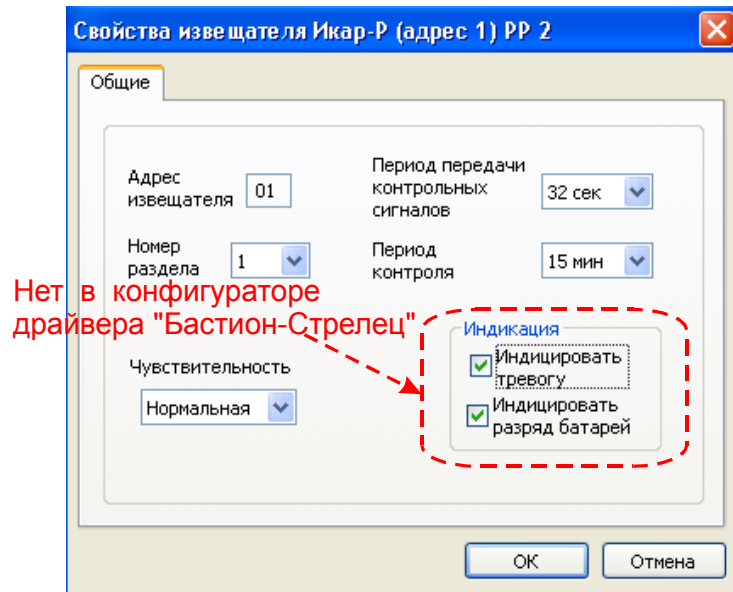 Свойства извещателя Икар-Р (адрес 1) РР 2
Общие
Адрес
извещателя
01
Период передачи
контрольных
сигналов
32 сек
Номер
раздела
1
Период
контроля
15 мин
Нет в конфигураторе
драйвера "Бастион-Стрелец"
Чувствительность
Нормальная
Индикация
Индицировать
тревогу
Индицировать
разряд батарей
ОК
Отмена